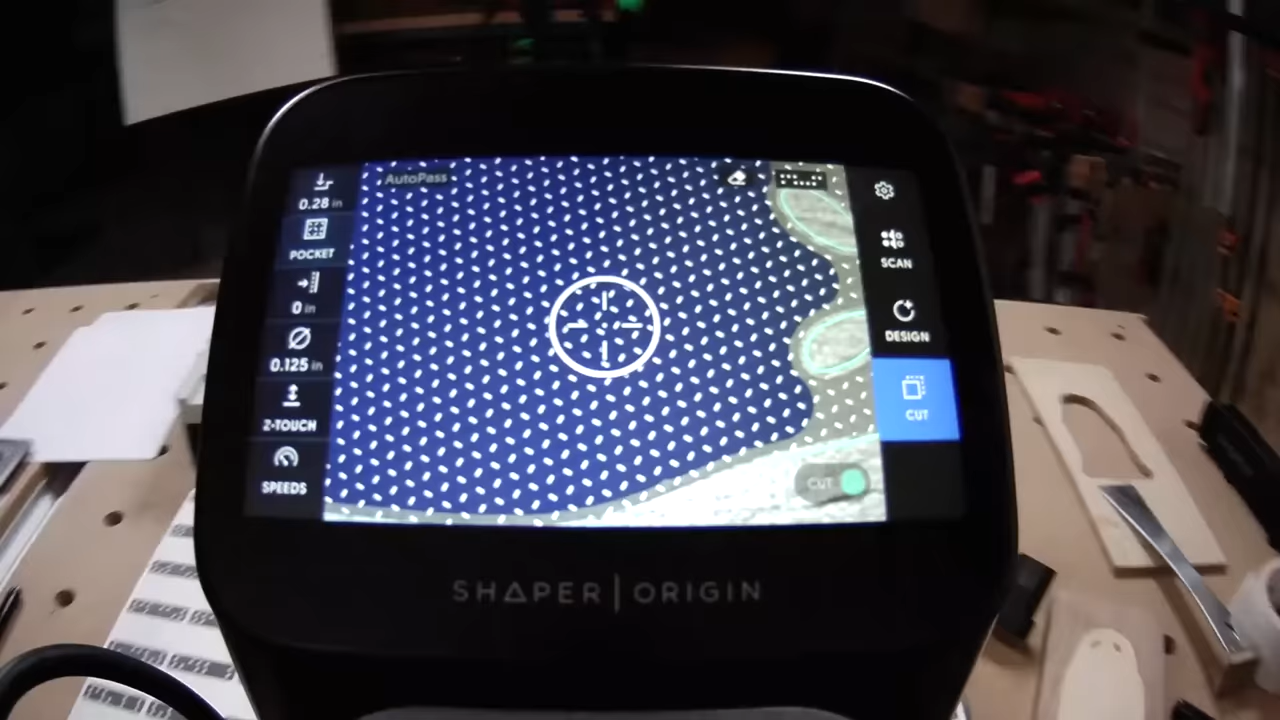 AutoPass
0.28 in
POCKET
0 in
0.125 in
Z-TOUCH
SPEEDS
SCAN
DESIGN
CUT
CUT
SHAPER | ORIGIN